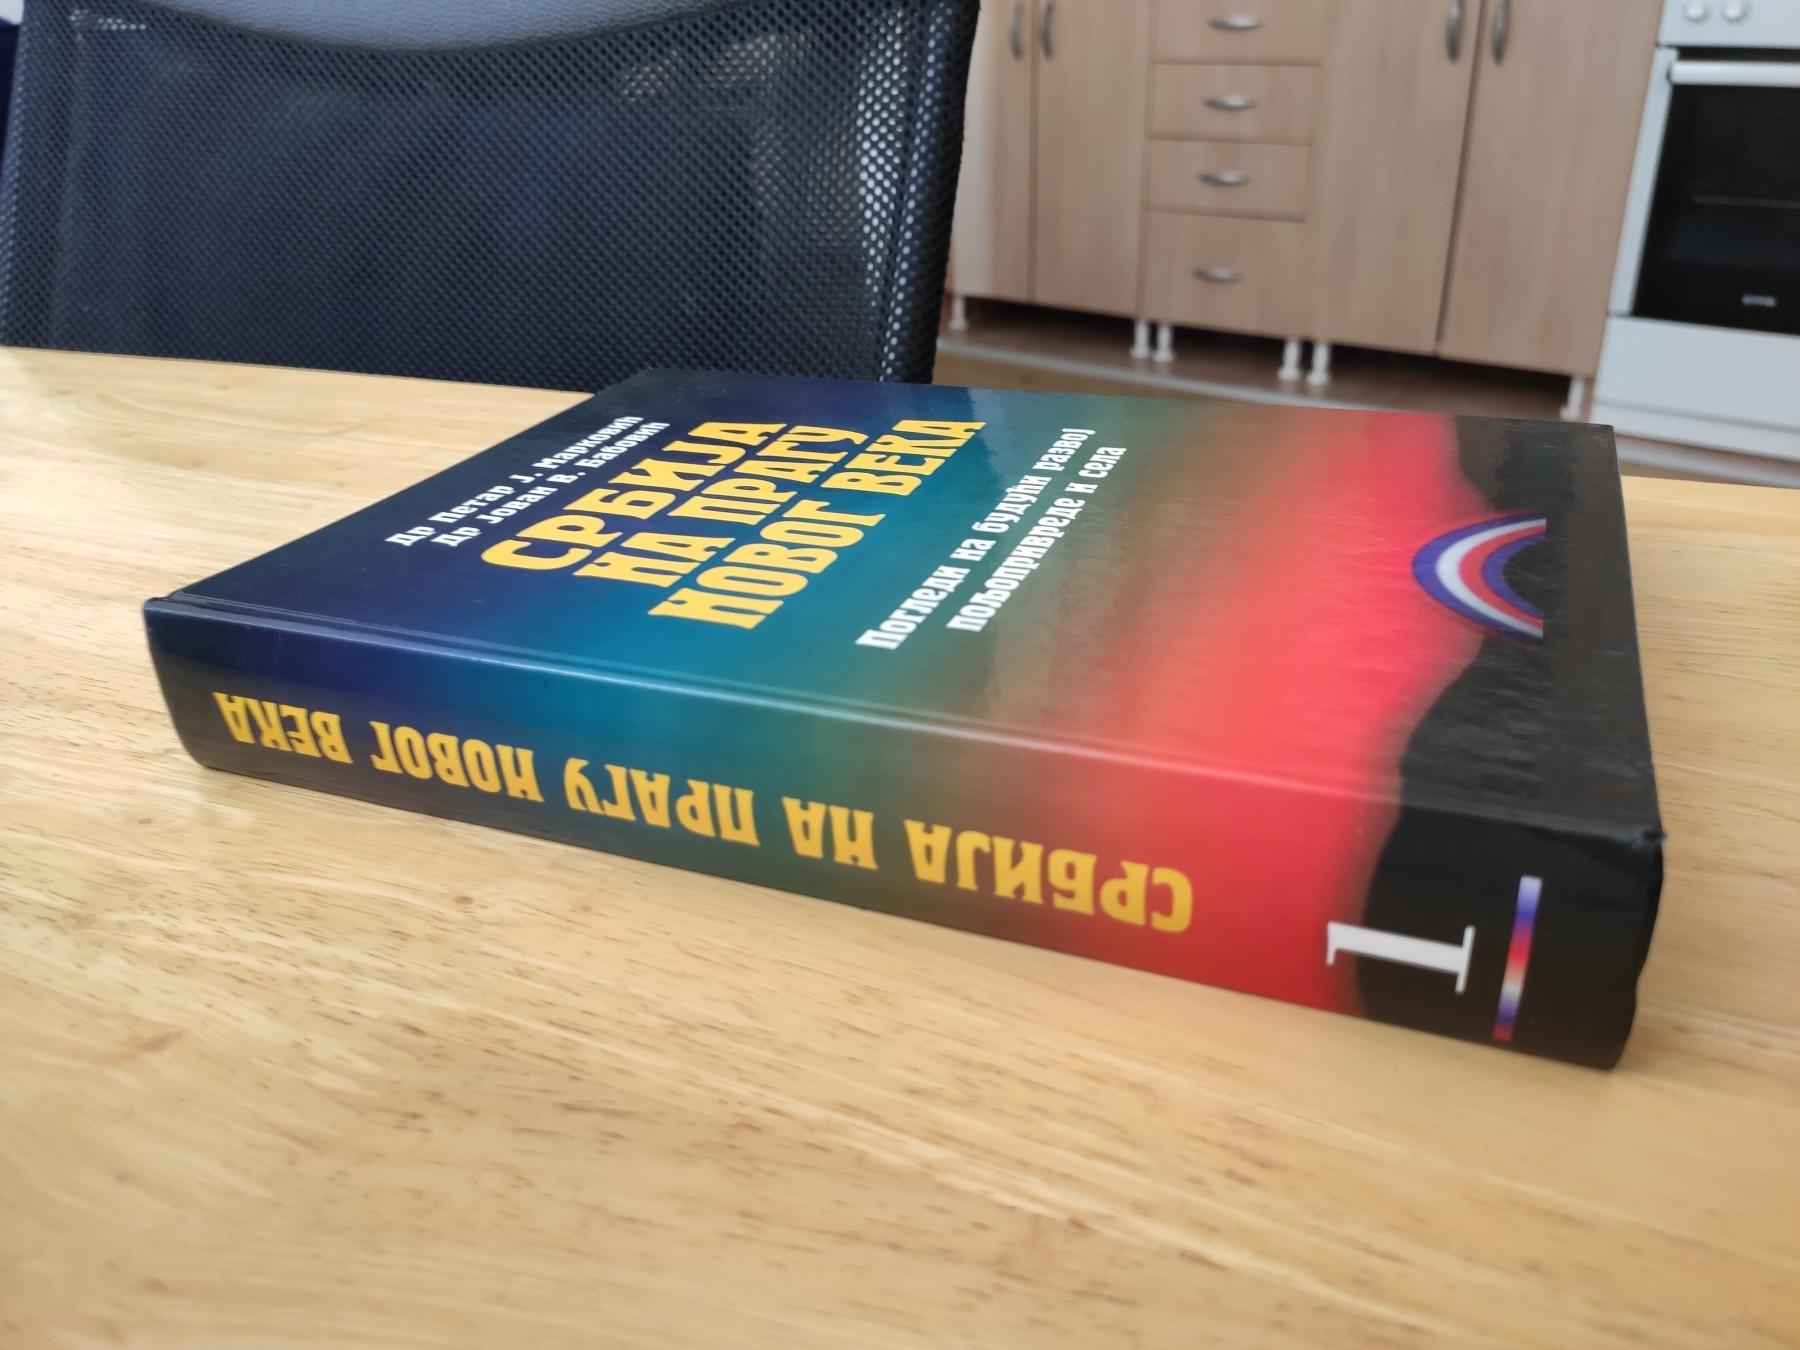 Др Петар Ј. Марковић
Др Јован В. Бабовић
СРБИЈА
НА ПРАГУ
НОВОГ ВЕКА
Погледи на будући развој
пољопривреде и села
СРБИЈА НА ПРАГУ НОВОГ ВЕКА
1